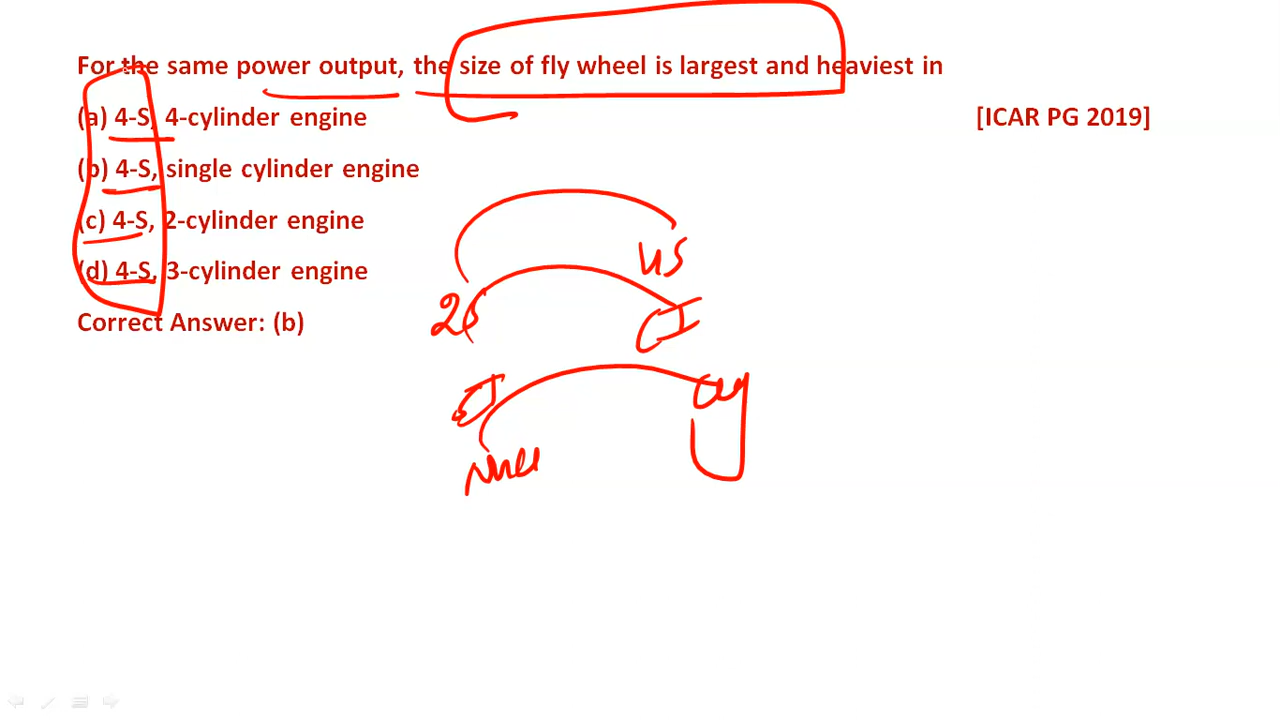 For the same power output, the size of fly wheel is largest and heaviest in
(a) 4-S, 4-cylinder engine [ICAR PG 2019]
(b) 4-S, single cylinder engine
(c) 4-S, 2-cylinder engine
(d) 4-S, 3-cylinder engine
Correct Answer: (b)
4S
2S
CI